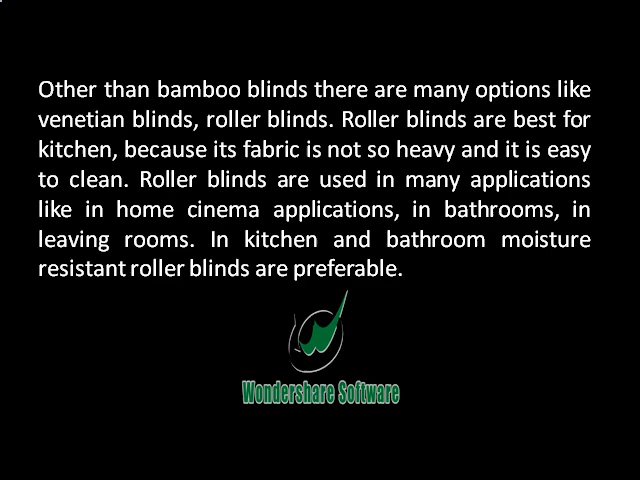 Other than bamboo blinds there are many options like
venetian blinds, roller blinds. Roller blinds are best for
kitchen, because its fabric is not so heavy and it is easy
to clean. Roller blinds are used in many applications
like in home cinema applications, in bathrooms, in
leaving rooms. In kitchen and bathroom moisture
resistant roller blinds are preferable.
Wondershare Software